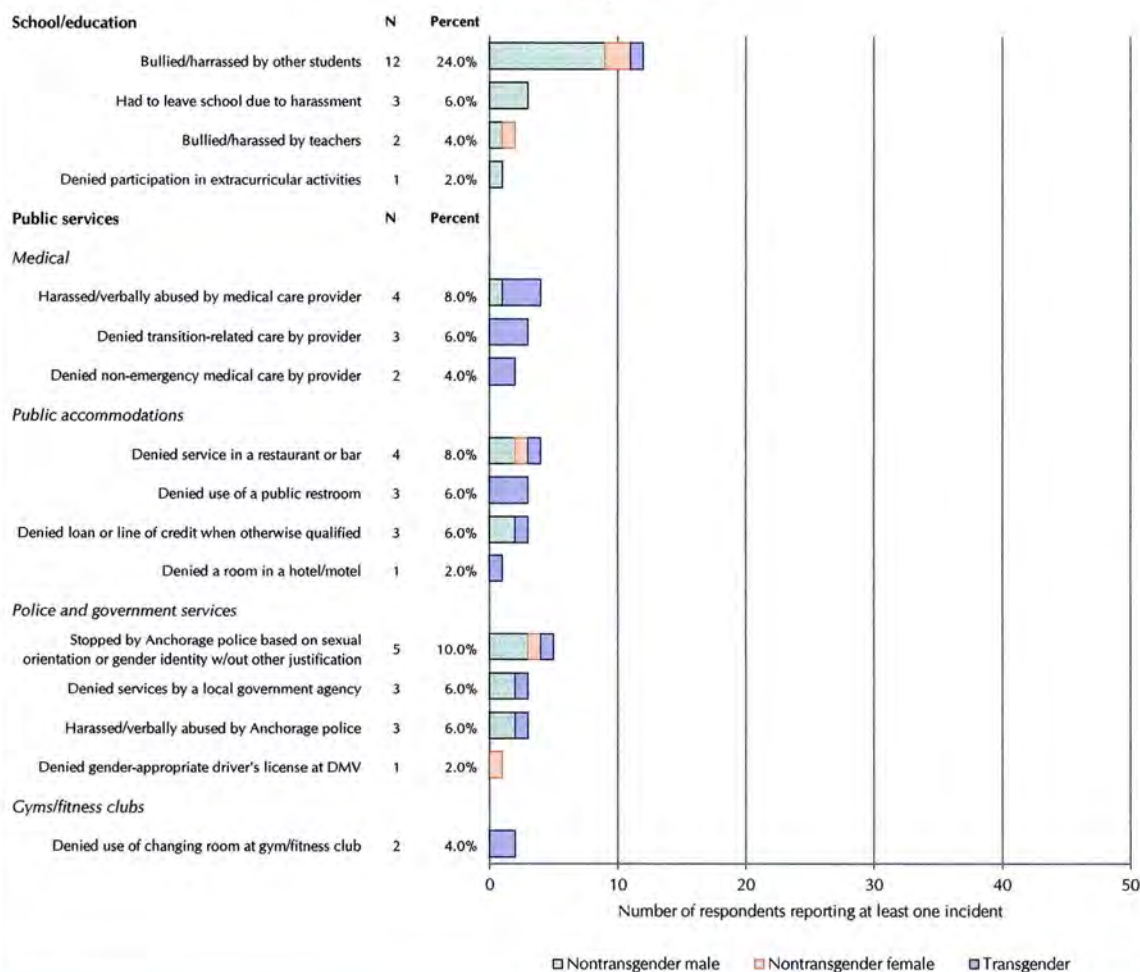 School/education N Percent
Bullied/harrassed by other students 12 24.0%
Had to leave school due to harassment 3 6.0%
Bullied/harassed by teachers 2 4.0%
Denied participation in extracurricular activities 1 2.0%
Public services N Percent
Medical
Harassed/verbally abused by medical care provider 4 8.0%
Denied transition-related care by provider 3 6.0%
Denied non-emergency medical care by provider 2 4.0%
Public accommodations
Denied service in a restaurant or bar 4 8.0%
Denied use of a public restroom 3 6.0%
Denied loan or line of credit when otherwise qualified 3 6.0%
Denied a room in a hotel/motel 1 2.0%
Police and government services
Stopped by Anchorage police based on sexual
orientation or gender identity w/out other justification 5 10.0%
Denied services by a local government agency 3 6.0%
Harassed/verbally abused by Anchorage police 3 6.0%
Denied gender-appropriate driver's license at DMV 1 2.0%
Gyms/fitness clubs
Denied use of changing room at gym/fitness club 2 4.0%
0 10 20 30 40 50
Number of respondents reporting at least one incident
Nontransgender male Nontransgender female Transgender